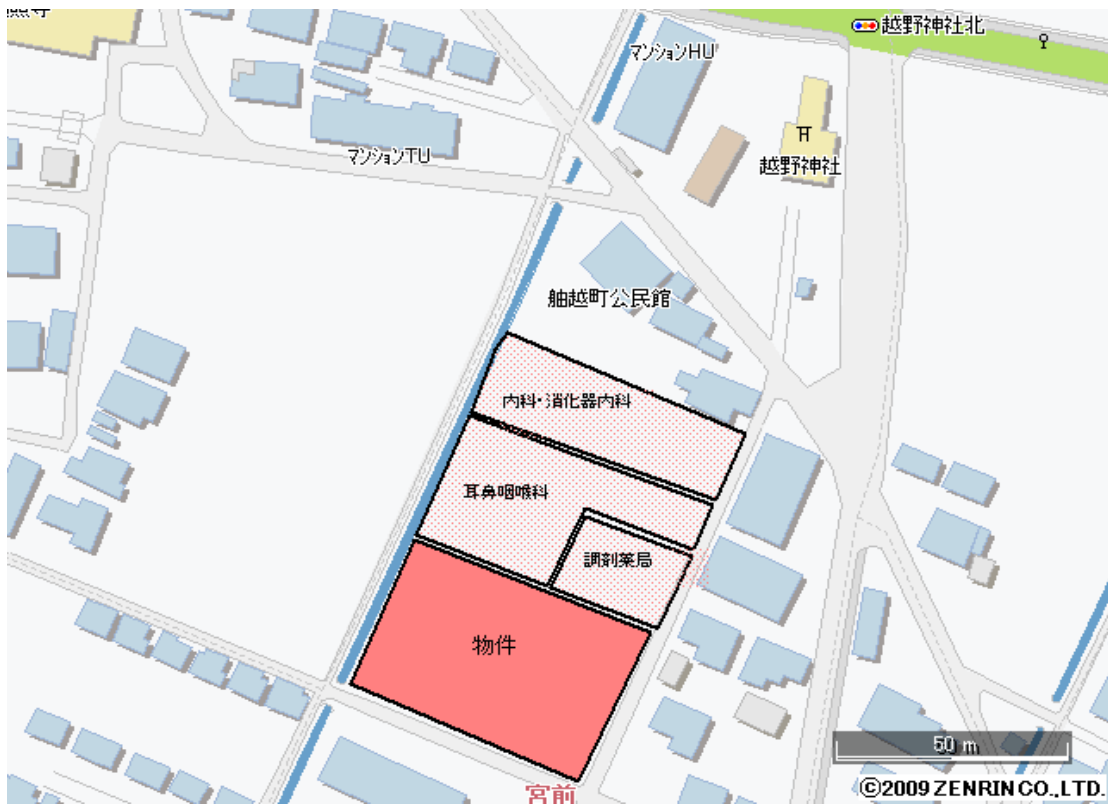 越野神社北
マンションHU
マンションTU
越野神社
舳越町公民館
内科・消化器内科
耳鼻咽喉科
調剤薬局
物件
50 m
宮前
©2009 ZENRIN CO.,LTD.